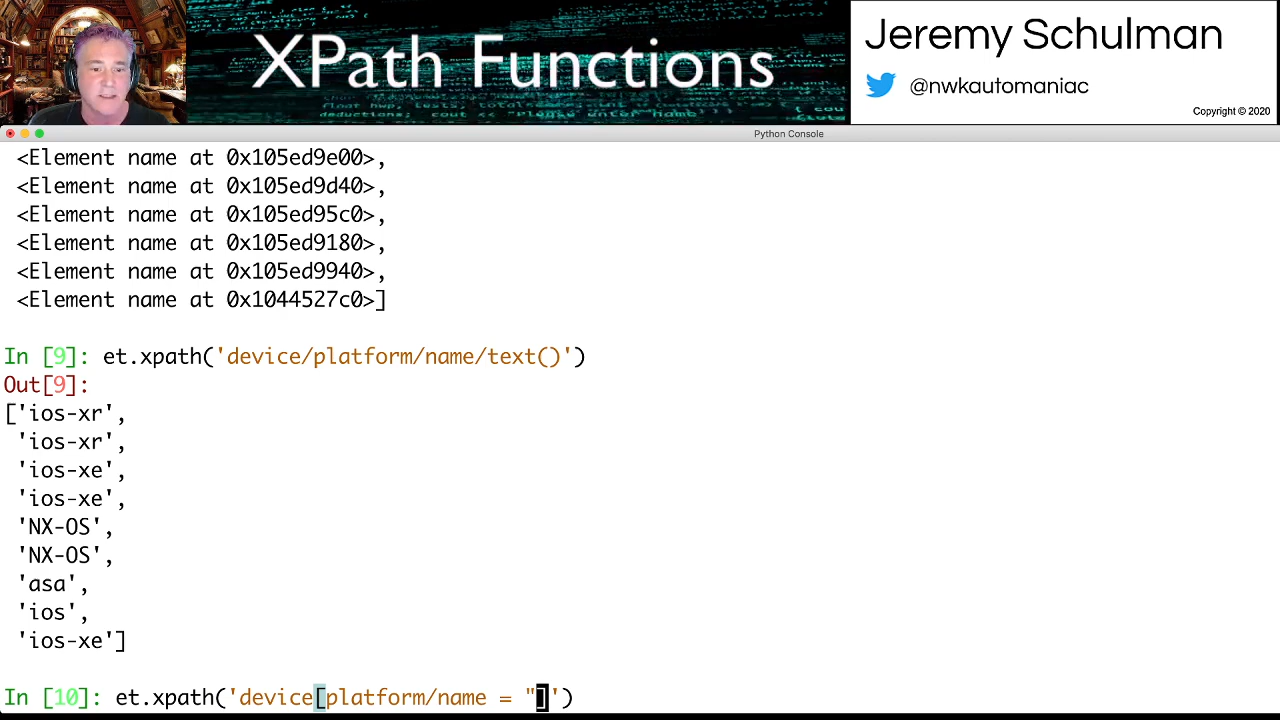 XPath Functions
Jeremy Schulman
@nwkautomaniac
Copyright © 2020
Python Console
<Element name at 0x105ed9e00>,
<Element name at 0x105ed9d40>,
<Element name at 0x105ed95c0>,
<Element name at 0x105ed9180>,
<Element name at 0x105ed9940>,
<Element name at 0x1044527c0>]
In [9]: et.xpath('device/platform/name/text()')
Out[9]:
['ios-xr',
'ios-xr',
'ios-xe',
'ios-xe',
'NX-OS',
'NX-OS',
'asa',
'ios',
'ios-xe']
In [10]: et.xpath('device[platform/name = "]')